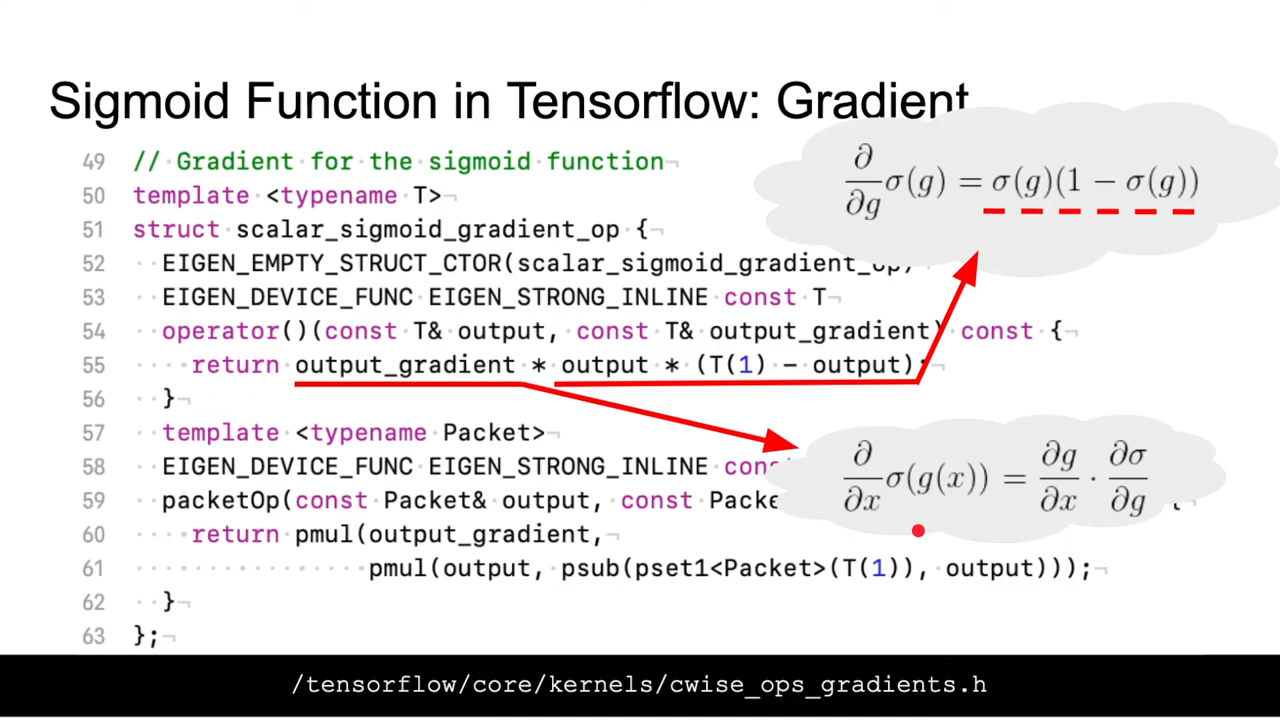 Sigmoid Function in Tensorflow: Gradient
∂/∂g σ(g) = σ(g)(1 − σ(g))
49 // Gradient for the sigmoid function¬
50 template <typename T>¬
51 struct scalar_sigmoid_gradient_op {¬
52 EIGEN_EMPTY_STRUCT_CTOR(scalar_sigmoid_gradient_op)
53 EIGEN_DEVICE_FUNC EIGEN_STRONG_INLINE const T¬
54 operator()(const T& output, const T& output_gradient) const {¬
55 return output_gradient * output * (T(1) - output);¬
56 }¬
57 template <typename Packet>¬
58 EIGEN_DEVICE_FUNC EIGEN_STRONG_INLINE
∂/∂x σ(g(x)) = ∂g/∂x · ∂σ/∂g
59 packetOp(const Packet& output, const {
60 return pmul(output_gradient,¬
61 pmul(output, psub(pset1<Packet>(T(1)), output)));¬
62 }¬
63 };¬
/tensorflow/core/kernels/cwise_ops_gradients.h